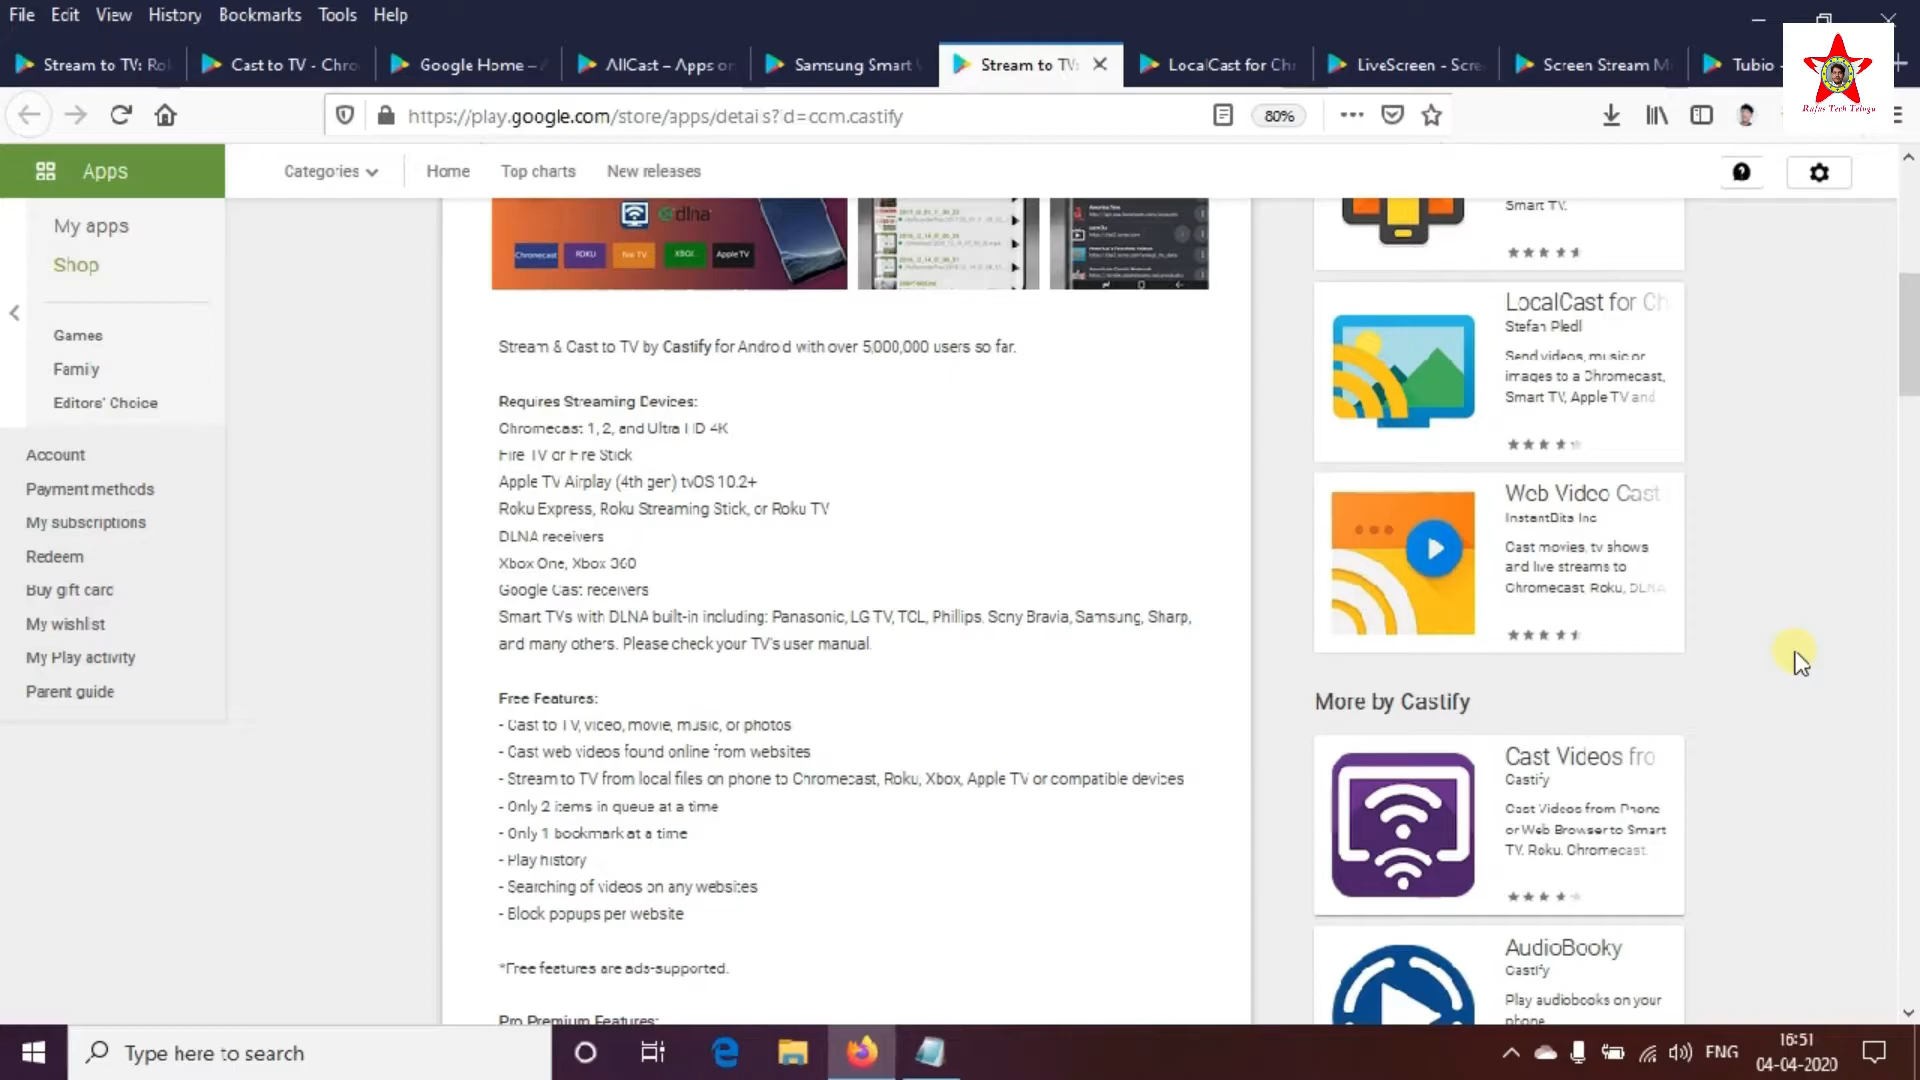 File Edit View History Bookmarks Tools Help
Stream to TV: Rol
Cast to TV - Chro
Google Home –
AllCast – Apps on
Samsung Smart
Stream to TV:
LocalCast for Ch
LiveScreen - Scre
Screen Stream Mi
Tubio -
Rufus Tech Telugu
https://play.google.com/store/apps/details?id=com.castify
80%
Apps
Categories
Home
Top charts
New releases
My apps
Shop
Games
Family
Editors' Choice
Account
Payment methods
My subscriptions
Redeem
Buy gift card
My wishlist
My Play activity
Parent guide
dlna
Chromecast ROKU fire TV XBOX Apple TV
Stream & Cast to TV by Castify for Android with over 5,000,000 users so far.
Requires Streaming Devices:
Chromecast 1, 2, and Ultra HD 4K
Fire TV or Fire Stick
Apple TV Airplay (4th gen) tvOS 10.2+
Roku Express, Roku Streaming Stick, or Roku TV
DLNA receivers
Xbox One, Xbox 360
Google Cast receivers
Smart TVs with DLNA built-in including: Panasonic, LG TV, TCL, Phillips, Sony Bravia, Samsung, Sharp,
and many others. Please check your TV's user manual.
Free Features:
- Cast to TV, video, movie, music, or photos
- Cast web videos found online from websites
- Stream to TV from local files on phone to Chromecast, Roku, Xbox, Apple TV or compatible devices
- Only 2 items in queue at a time
- Only 1 bookmark at a time
- Play history
- Searching of videos on any websites
- Block popups per website
*Free features are ads-supported.
Pro Premium Features:
Smart TV.
LocalCast for Ch
Stefan Pledl
Send videos, music or
images to a Chromecast,
Smart TV, Apple TV and
Web Video Cast
InstantBits Inc
Cast movies, tv shows
and live streams to
Chromecast, Roku, DLNA
More by Castify
Cast Videos fro
Castify
Cast Videos from Phone
or Web Browser to Smart
TV, Roku, Chromecast,
AudioBooky
Castify
Play audiobooks on your
phone
Type here to search
ENG
16:51
04-04-2020